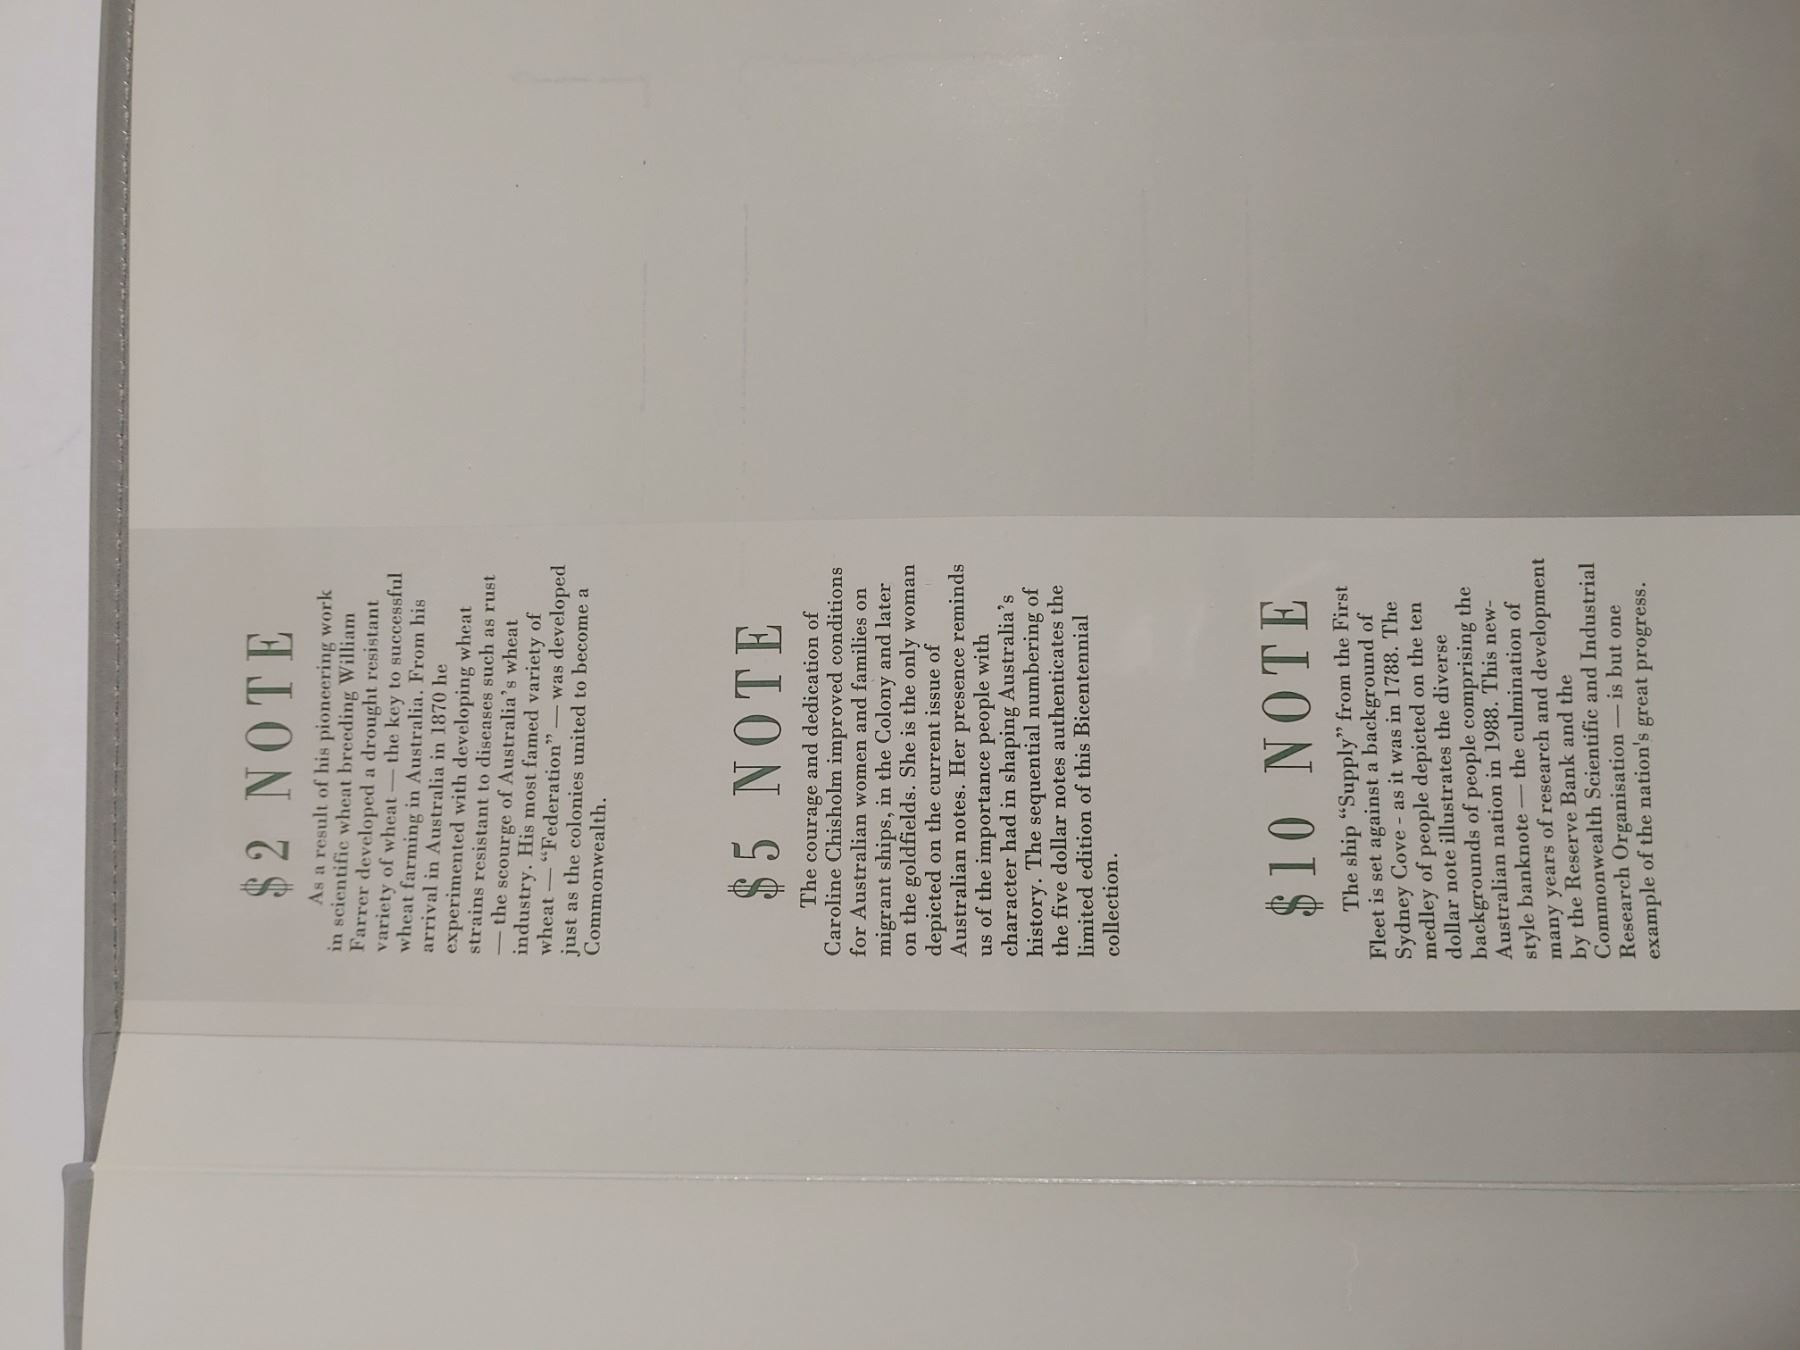 $2 NOTE
As a result of his pioneering work
in scientific wheat breeding William
Farrer developed a drought resistant
variety of wheat — the key to successful
wheat farming in Australia. From his
arrival in Australia in 1870 he
experimented with developing wheat
strains resistant to diseases such as rust
— the scourge of Australia's wheat
industry. His most famed variety of
wheat — “Federation” — was developed
just as the colonies united to become a
Commonwealth.
$5 NOTE
The courage and dedication of
Caroline Chisholm improved conditions
for Australian women and families on
migrant ships, in the Colony and later
on the goldfields. She is the only woman
depicted on the current issue of
Australian notes. Her presence reminds
us of the importance people with
character had in shaping Australia's
history. The sequential numbering of
the five dollar notes authenticates the
limited edition of this Bicentennial
collection.
$10 NOTE
The ship “Supply” from the First
Fleet is set against a background of
Sydney Cove - as it was in 1788. The
medley of people depicted on the ten
dollar note illustrates the diverse
backgrounds of people comprising the
Australian nation in 1988. This new-
style banknote — the culmination of
many years of research and development
by the Reserve Bank and the
Commonwealth Scientific and Industrial
Research Organisation — is but one
example of the nation's great progress.